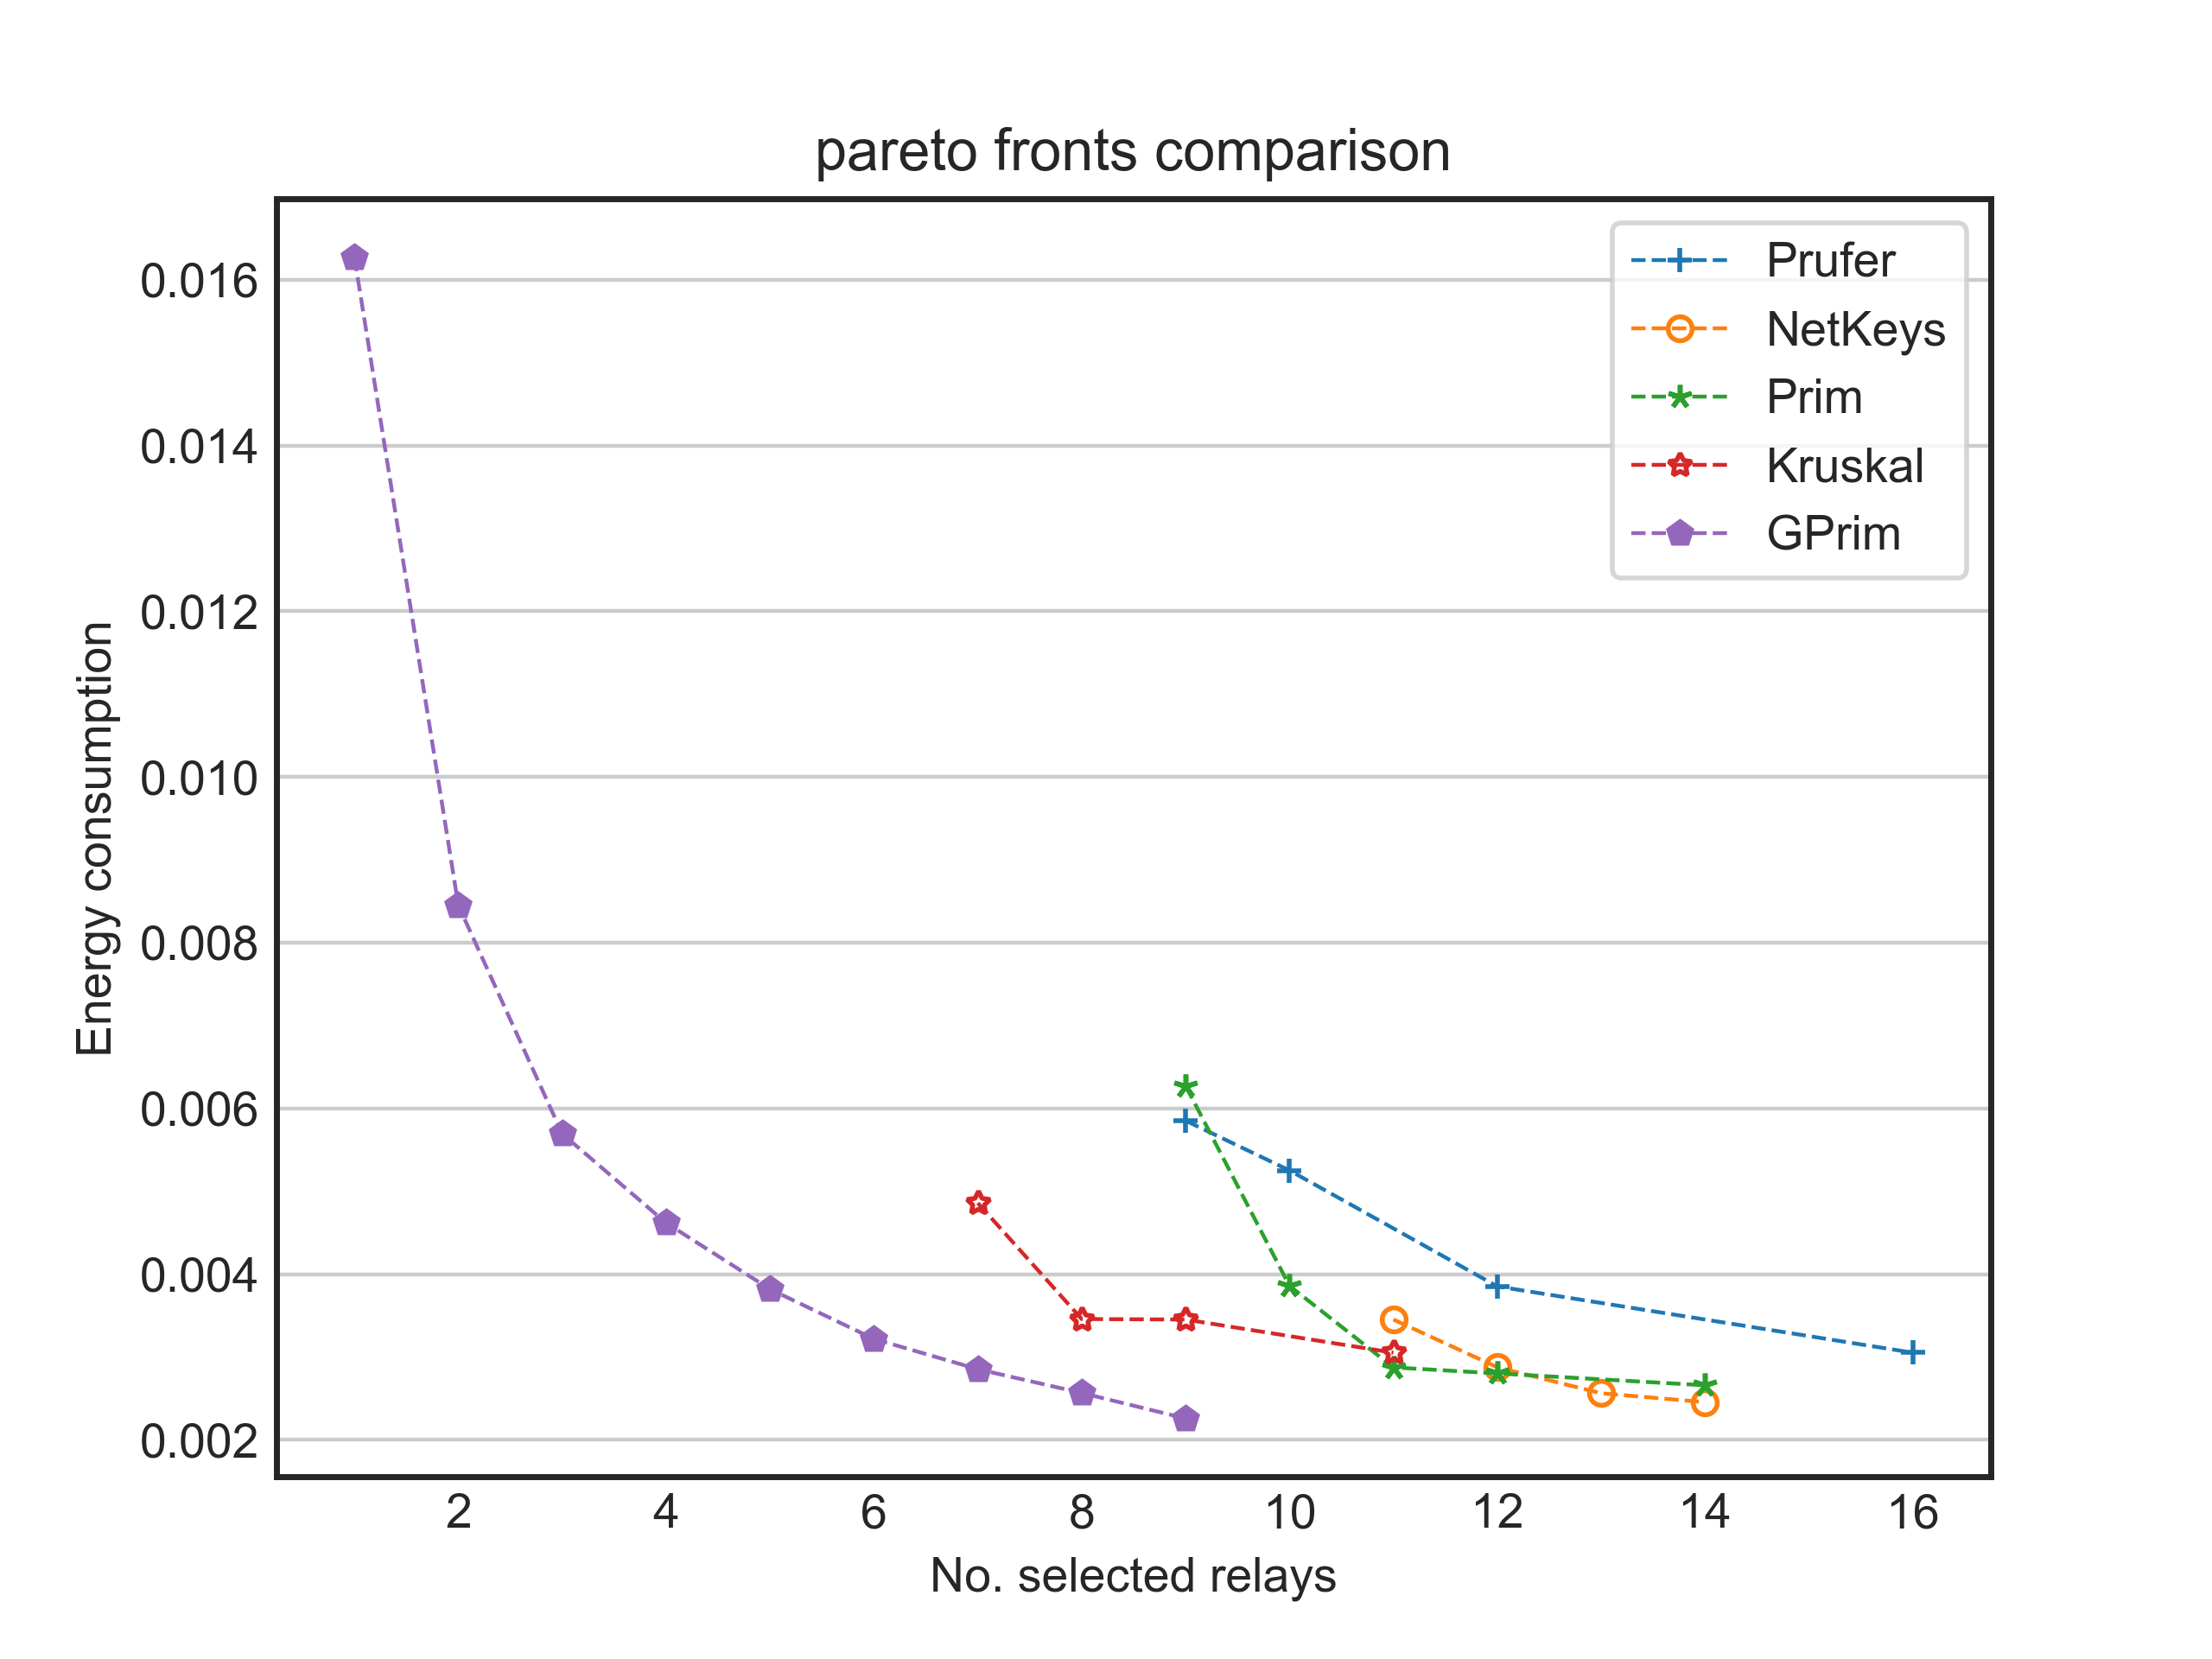 pareto fronts comparison
Prufer
NetKeys
Prim
Kruskal
GPrim
0.016
0.014
0.012
0.010
0.008
0.006
0.004
0.002
Energy consumption
2 4 6 8 10 12 14 16
No. selected relays